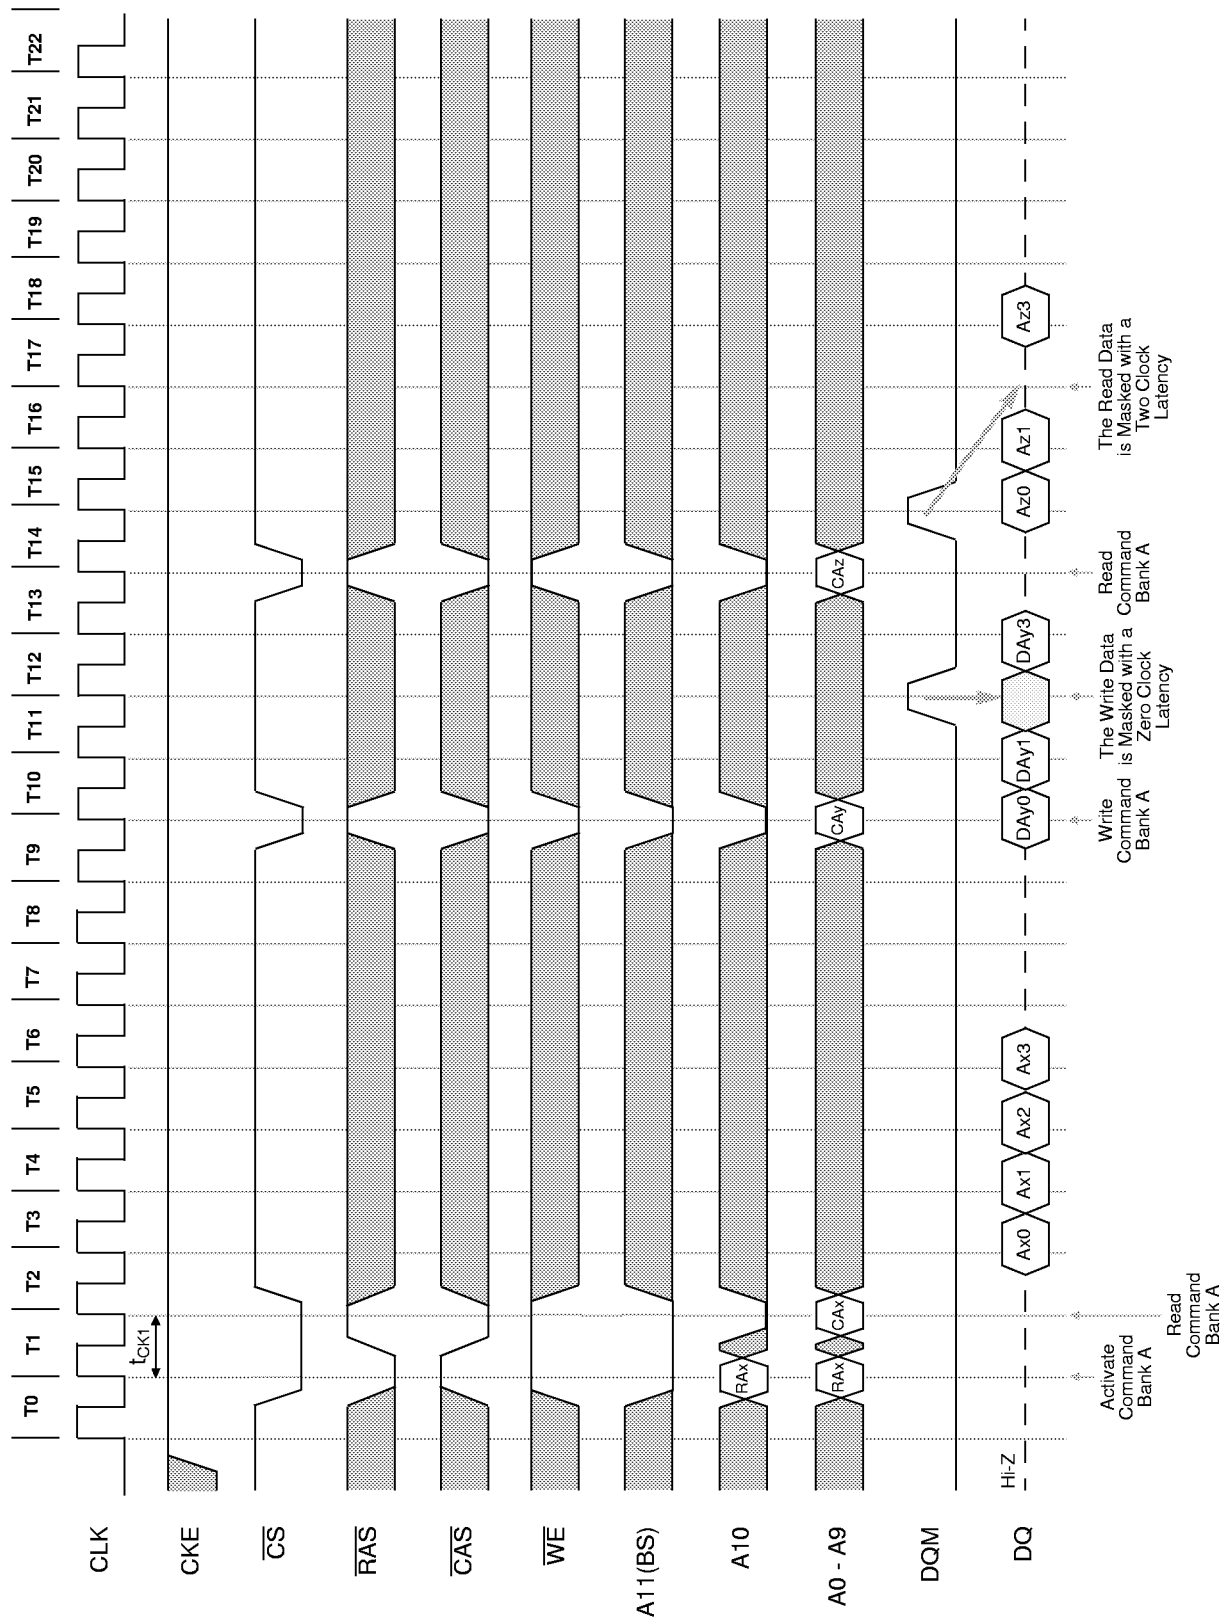 T0 T1 T2 T3 T4 T5 T6 T7 T8 T9 T10 T11 T12 T13 T14 T15 T16 T17 T18 T19 T20 T21 T22
CLK
tCK1
CKE
CS
RAS
CAS
WE
A11(BS)
A10
RAx
A0 - A9
RAx CAx CAy CAz
DQM
DQ
Hi-Z
Ax0 Ax1 Ax2 Ax3 DAy0 DAy1 DAy3 Az0 Az1 Az3
Activate
Command
Bank A
Read
Command
Bank A
Write
Command
Bank A
The Write Data
is Masked with a
Zero Clock
Latency
Read
Command
Bank A
The Read Data
is Masked with a
Two Clock
Latency